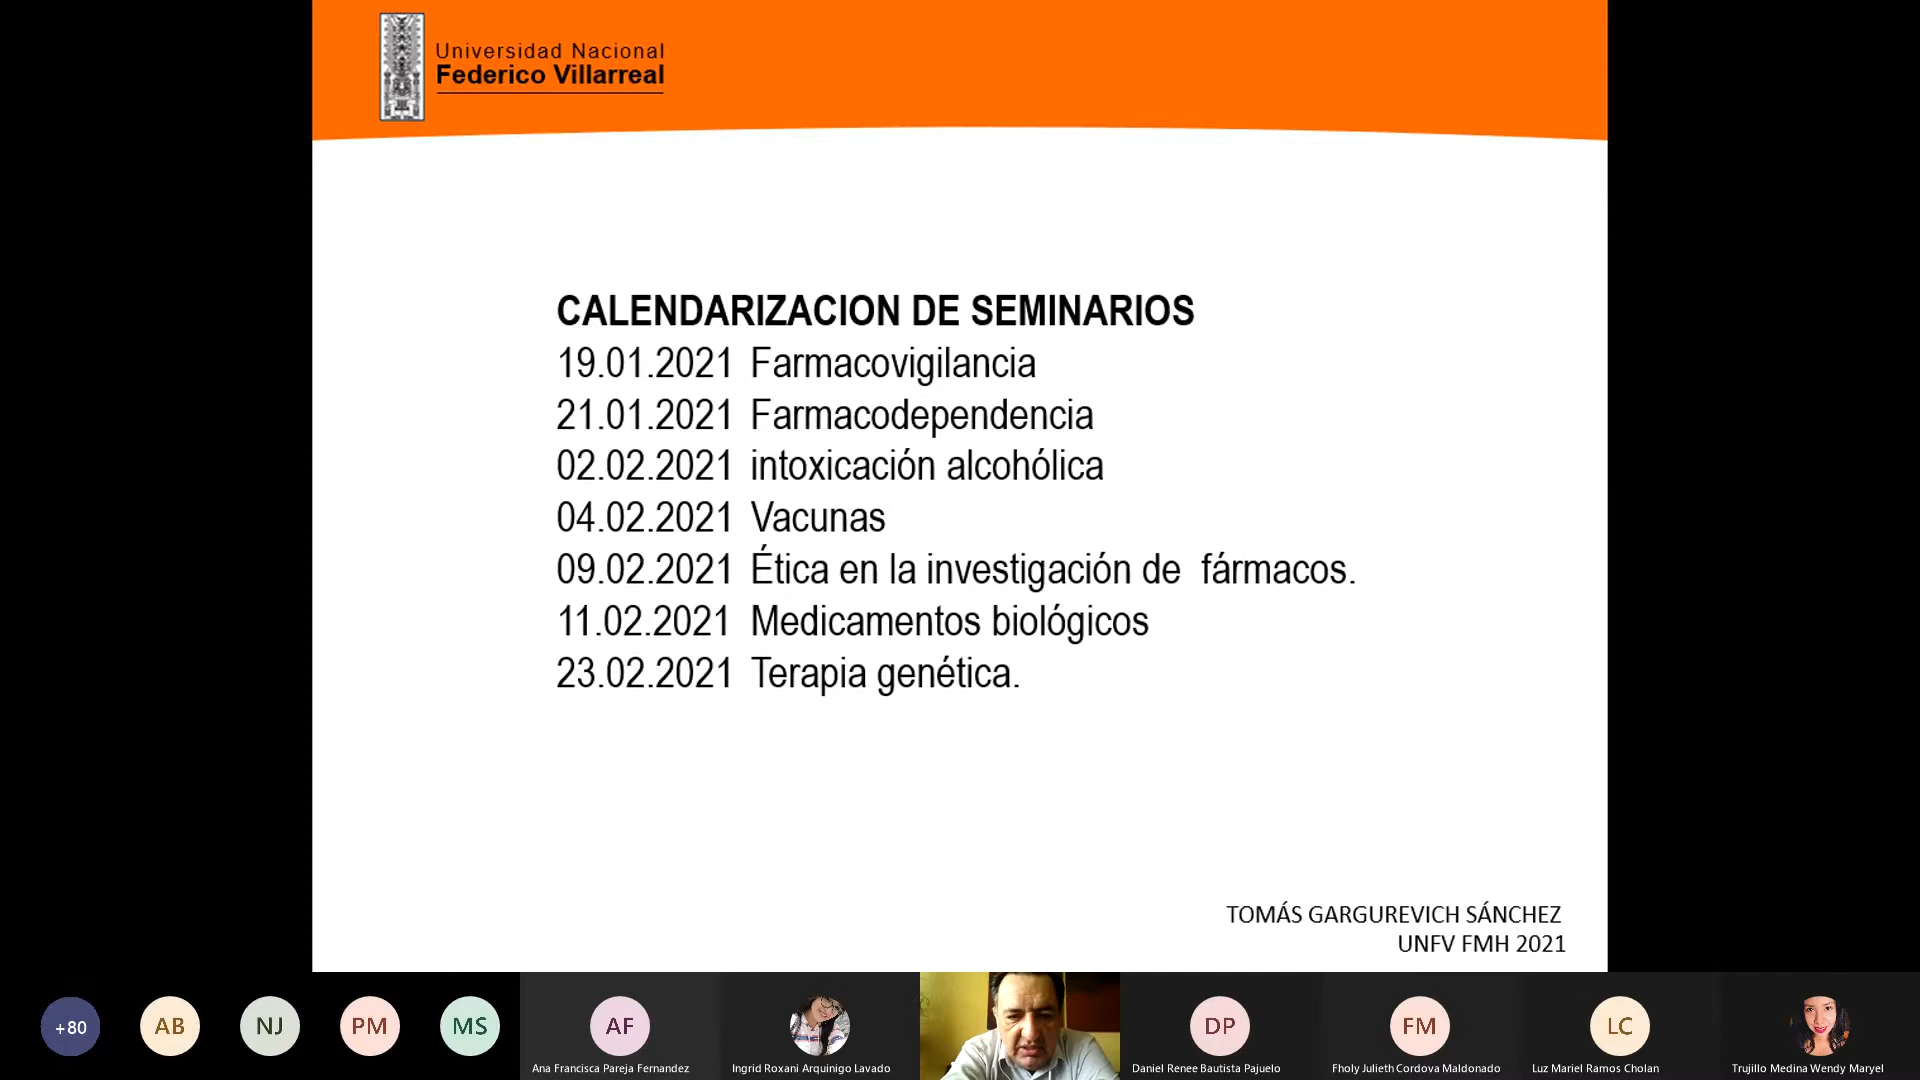 Universidad Nacional
Federico Villarreal
CALENDARIZACION DE SEMINARIOS
19.01.2021 Farmacovigilancia
21.01.2021 Farmacodependencia
02.02.2021 intoxicación alcohólica
04.02.2021 Vacunas
09.02.2021 Ética en la investigación de fármacos.
11.02.2021 Medicamentos biológicos
23.02.2021 Terapia genética.
TOMÁS GARGUREVICH SÁNCHEZ
UNFV FMH 2021
+80 AB NJ PM MS AF DP FM LC
Ana Francisca Pareja Fernandez Ingrid Roxani Arquinigo Lavado Daniel Renee Bautista Pajuelo Fholy Julieth Cordova Maldonado Luz Mariel Ramos Cholan Trujillo Medina Wendy Maryel